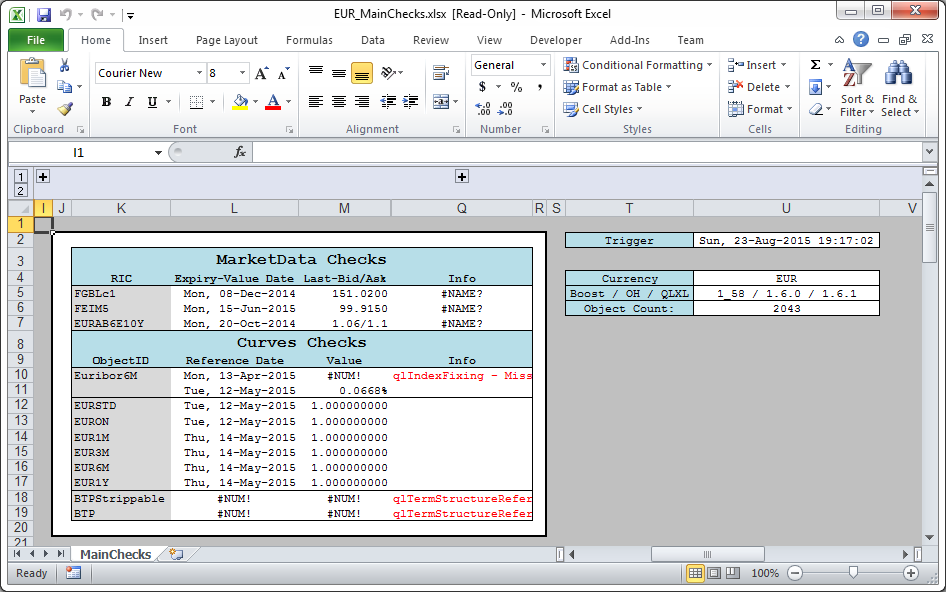 EUR_MainChecks.xlsx [Read-Only] - Microsoft Excel
File Home Insert Page Layout Formulas Data Review View Developer Add-Ins Team
Paste
Courier New 8
B I U A A A
General
$ % ,
Conditional Formatting
Format as Table
Cell Styles
Insert
Delete
Format
Σ
Sort & Filter
Find & Select
Clipboard Font Alignment Number Styles Cells Editing
I1 fx
1
2
I J K L M Q R S T U V
1
2 Trigger Sun, 23-Aug-2015 19:17:02
3 MarketData Checks
4 RIC Expiry-Value Date Last-Bid/Ask Info Currency EUR
5 FGBLc1 Mon, 08-Dec-2014 151.0200 #NAME? Boost / OH / QLXL 1_58 / 1.6.0 / 1.6.1
6 FEIM5 Mon, 15-Jun-2015 99.9150 #NAME? Object Count: 2043
7 EURAB6E10Y Mon, 20-Oct-2014 1.06/1.1 #NAME?
8 Curves Checks
9 ObjectID Reference Date Value Info
10 Euribor6M Mon, 13-Apr-2015 #NUM! qlIndexFixing - Miss
11 Tue, 12-May-2015 0.0668%
12 EURSTD Tue, 12-May-2015 1.000000000
13 EURON Tue, 12-May-2015 1.000000000
14 EUR1M Thu, 14-May-2015 1.000000000
15 EUR3M Thu, 14-May-2015 1.000000000
16 EUR6M Thu, 14-May-2015 1.000000000
17 EUR1Y Thu, 14-May-2015 1.000000000
18 BTPStrippable #NUM! #NUM! qlTermStructureRefer
19 BTP #NUM! #NUM! qlTermStructureRefer
20
21
MainChecks
Ready 100%